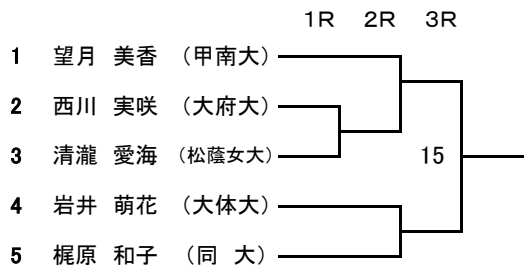 1R 2R 3R
1 望月 美香 （甲南大）
2 西川 実咲 （大府大）
3 清瀧 愛海 （松蔭女大） 15
4 岩井 萌花 （大体大）
5 梶原 和子 （同 大）